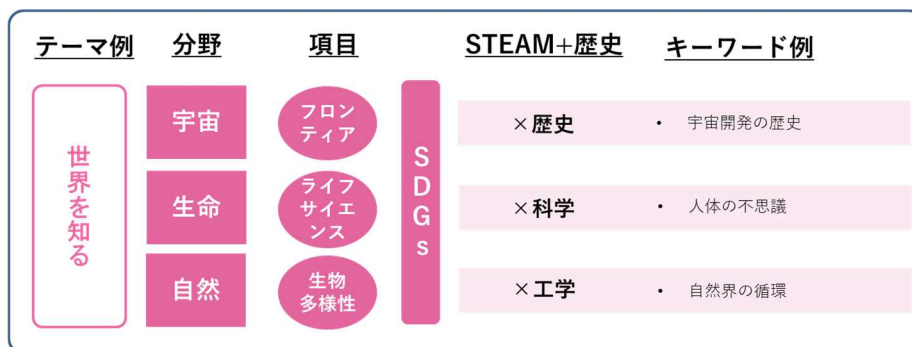 テーマ例 分野 項目 STEAM+歴史 キーワード例
世界を知る
宇宙
フロン
ティア
SDGs
×歴史 • 宇宙開発の歴史
生命
ライフ
サイエ
ンス
×科学 • 人体の不思議
自然
生物
多様性
×工学 • 自然界の循環